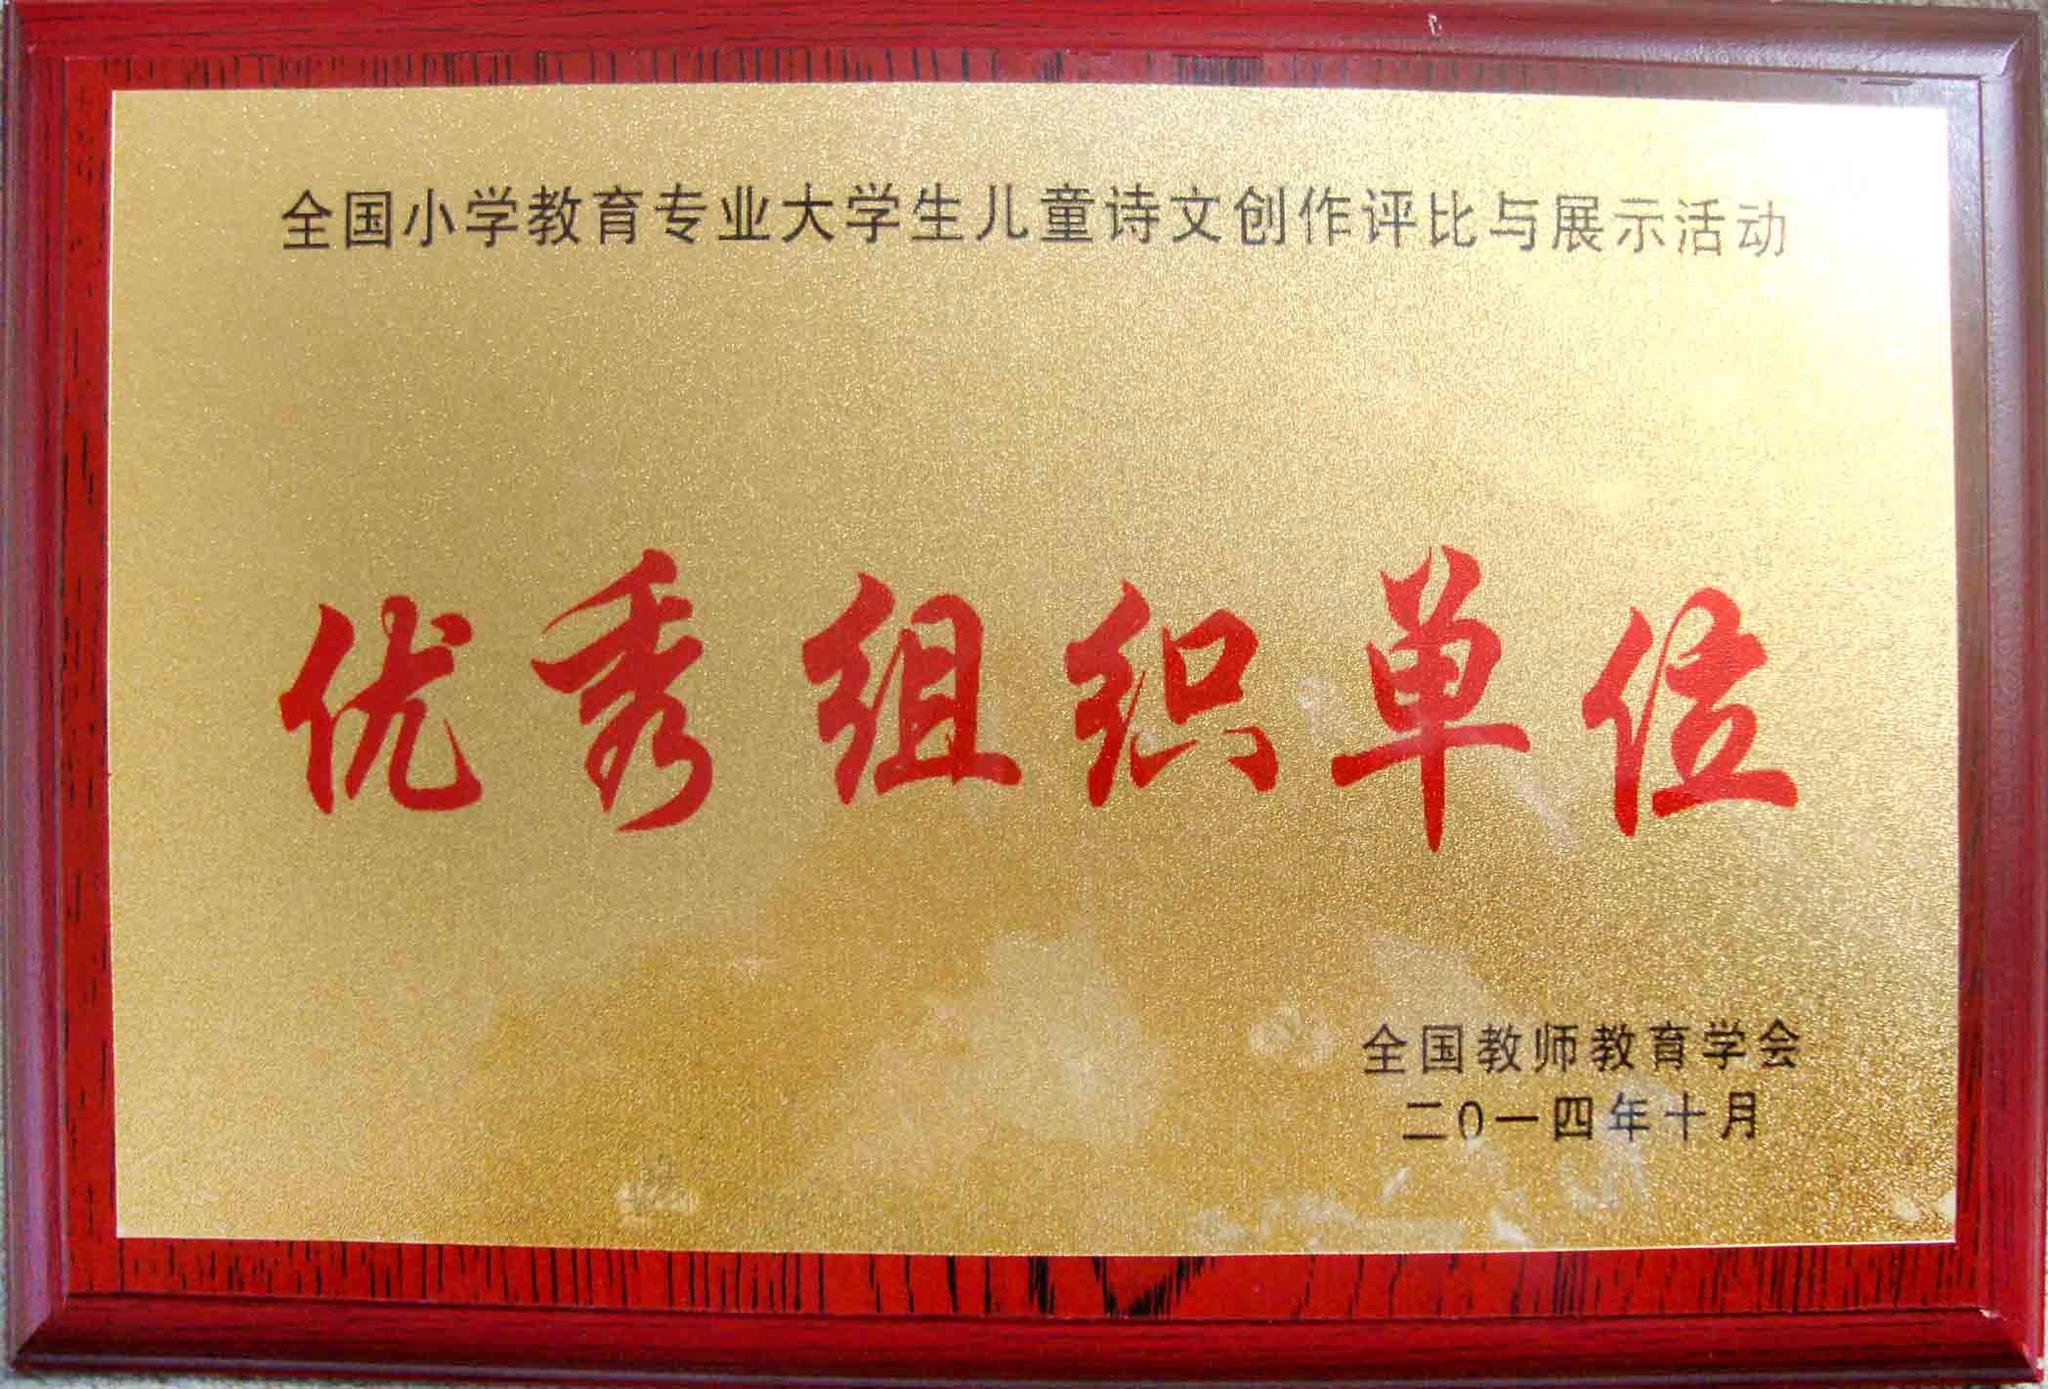 全国小学教育专业大学生儿童诗文创作评比与展示活动
优秀组织单位
全国教师教育学会
二0一四年十月